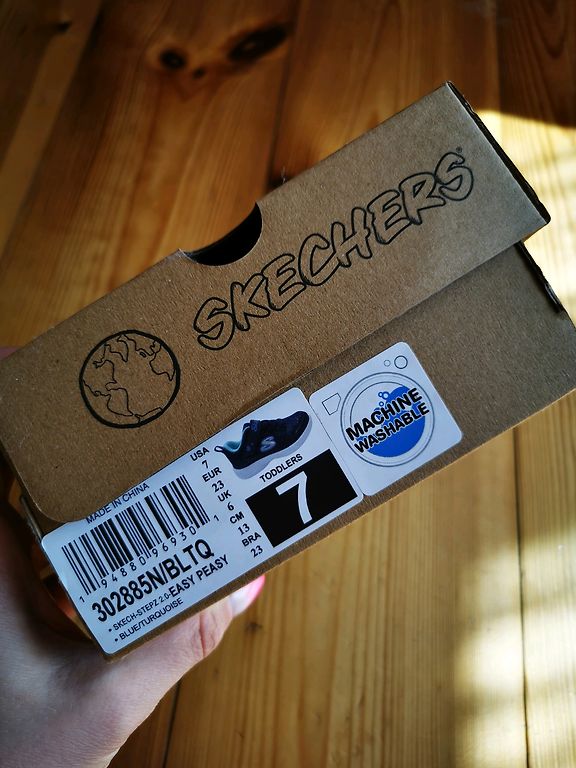 SKECHERS®
MACHINE
WASHABLE
MADE IN CHINA
1 94880 96930 1
302885N/BLTQ
• SKECH-STEPZ 2.0-EASY PEASY
• BLUE/TURQUOISE
USA
7
EUR
23
UK
6
CM
13
BRA
23
S
TODDLERS
7